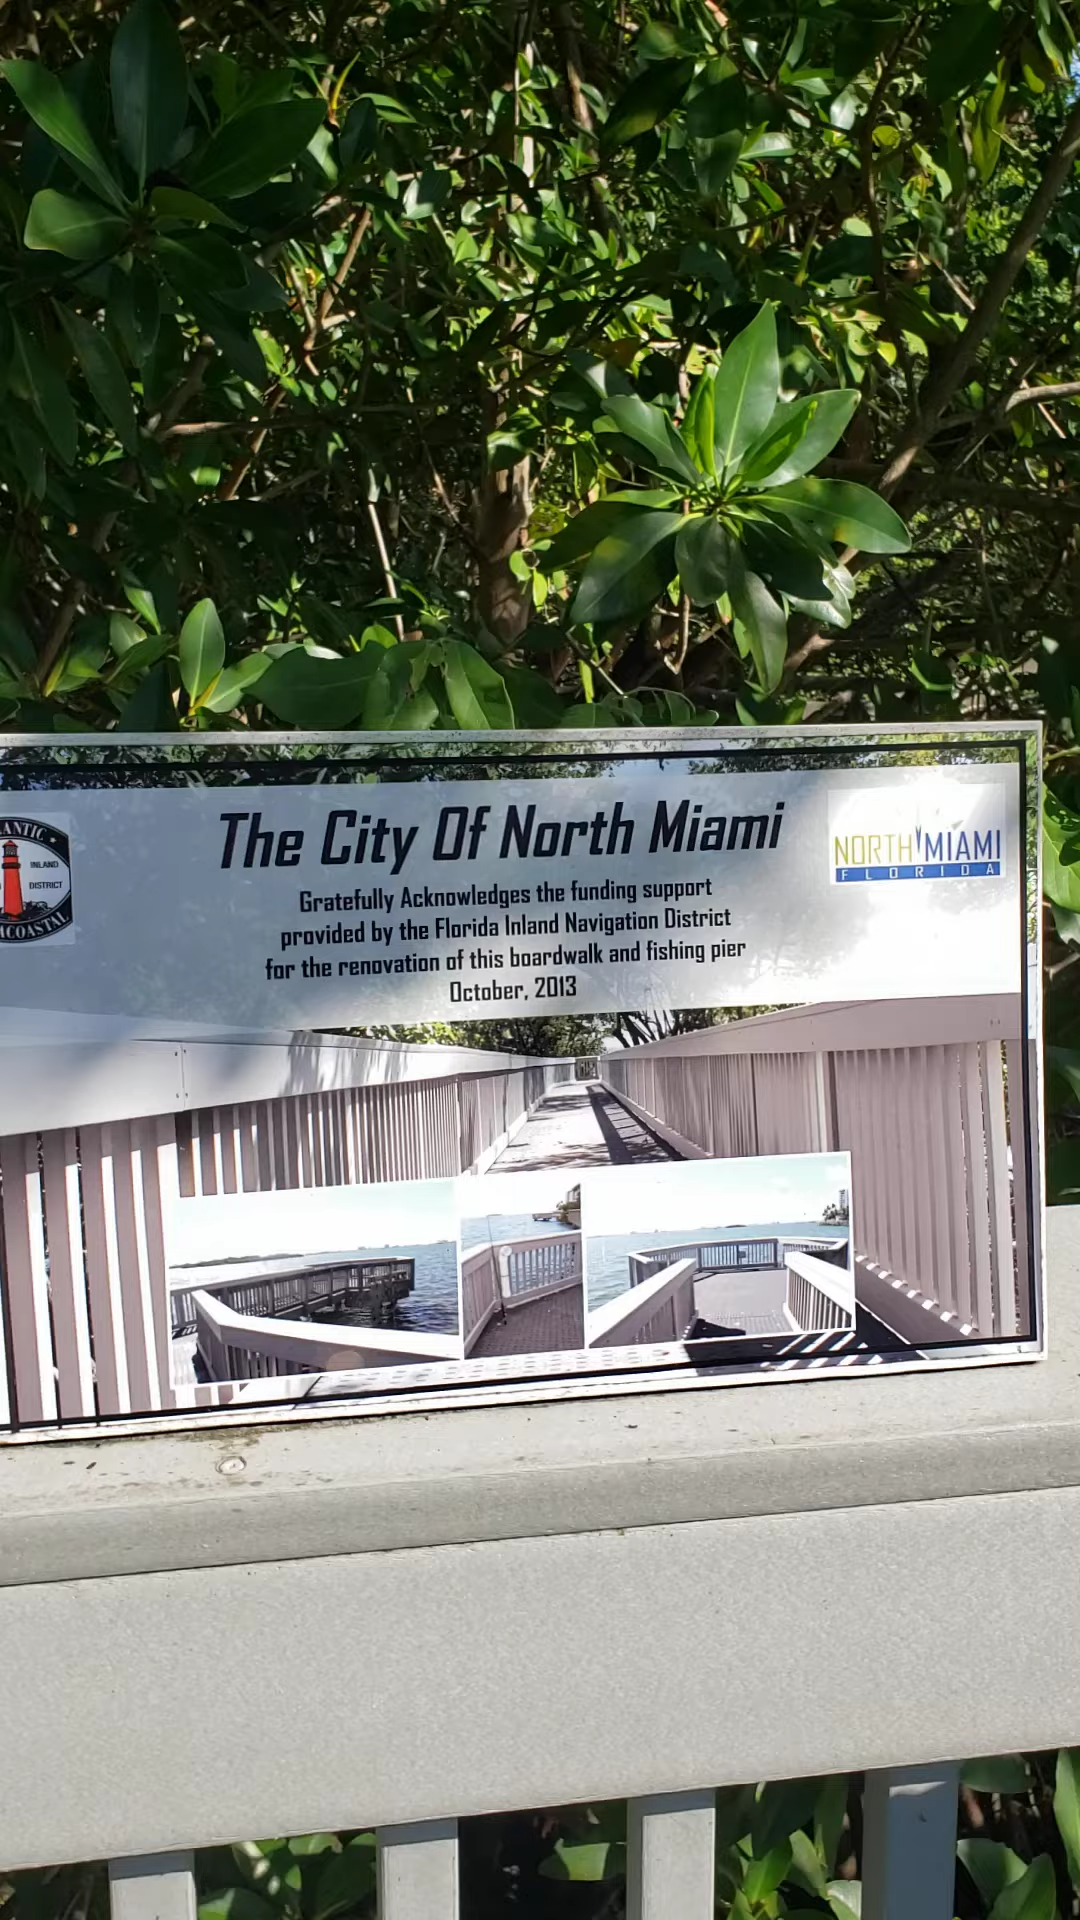 The City Of North Miami
Gratefully Acknowledges the funding support
provided by the Florida Inland Navigation District
for the renovation of this boardwalk and fishing pier
October, 2013
INLAND
DISTRICT
NORTH MIAMI
FLORIDA